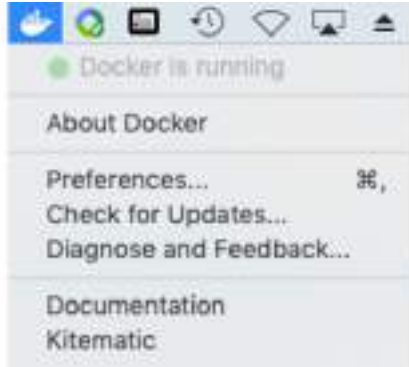 Docker is running
About Docker
Preferences... ⌘,
Check for Updates...
Diagnose and Feedback...
Documentation
Kitematic